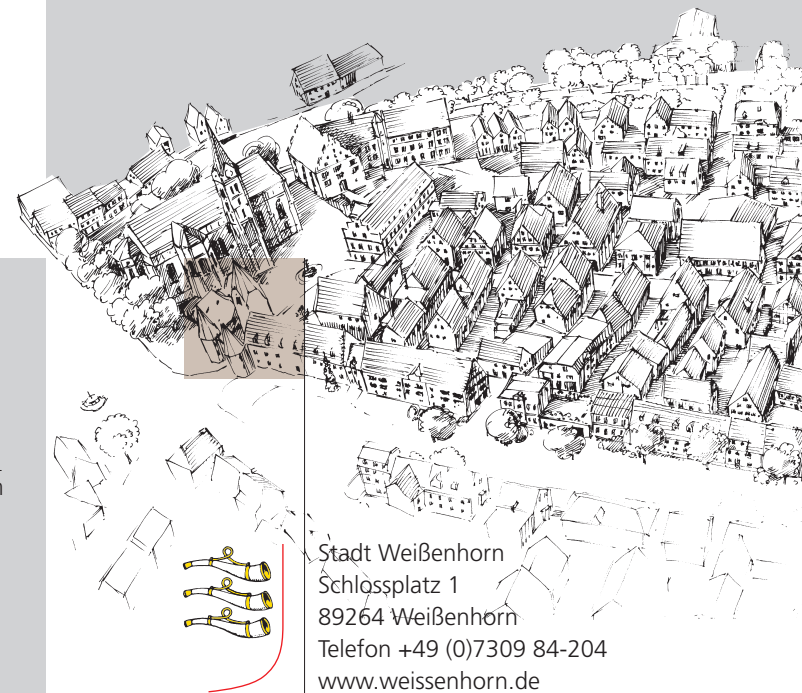 Stadt Weißenhorn
Schlossplatz 1
89264 Weißenhorn
Telefon +49 (0)7309 84-204
www.weissenhorn.de